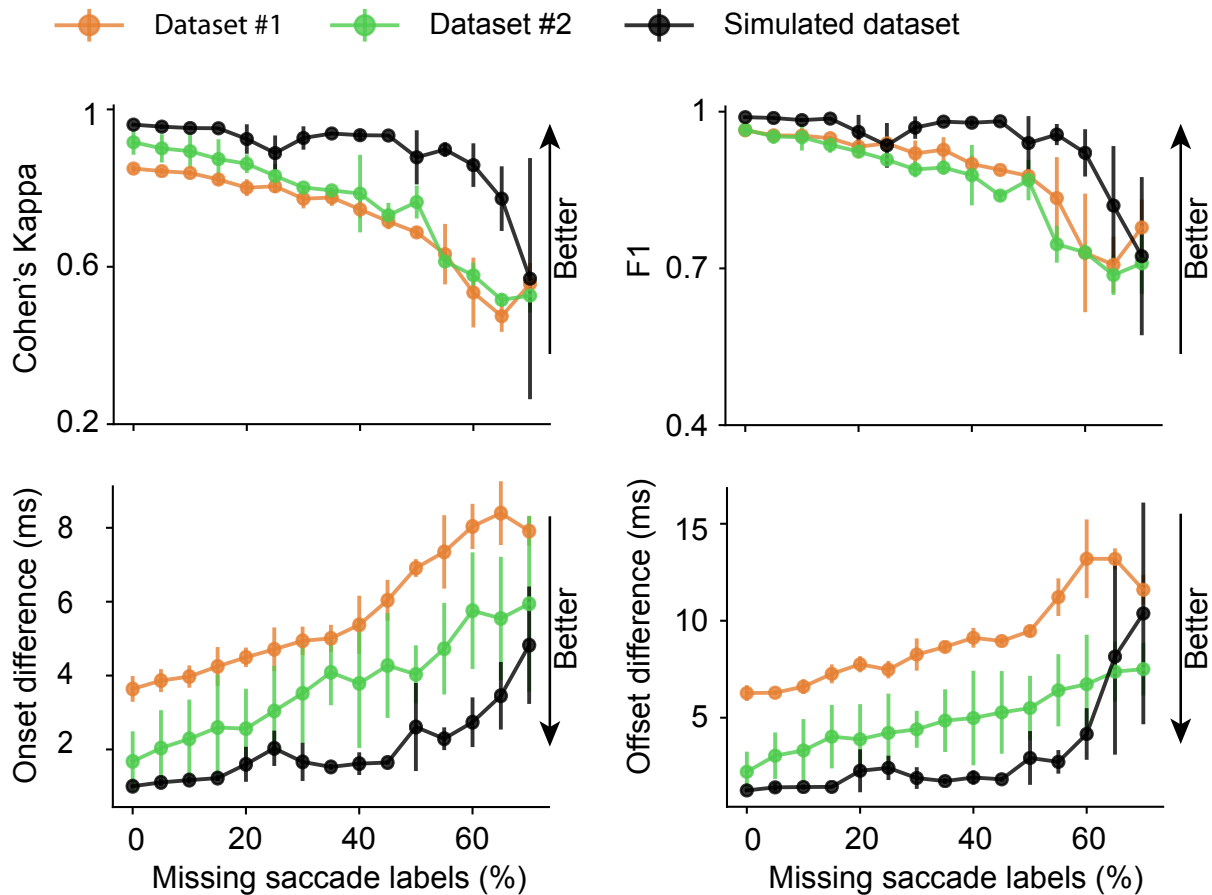 Dataset #1 Dataset #2 Simulated dataset
1
0.6
0.2
Cohen's Kappa
Better
1
0.7
0.4
F1
Better
8
6
4
2
Onset difference (ms)
Better
0 20 40 60
Missing saccade labels (%)
15
10
5
Offset difference (ms)
Better
0 20 40 60
Missing saccade labels (%)